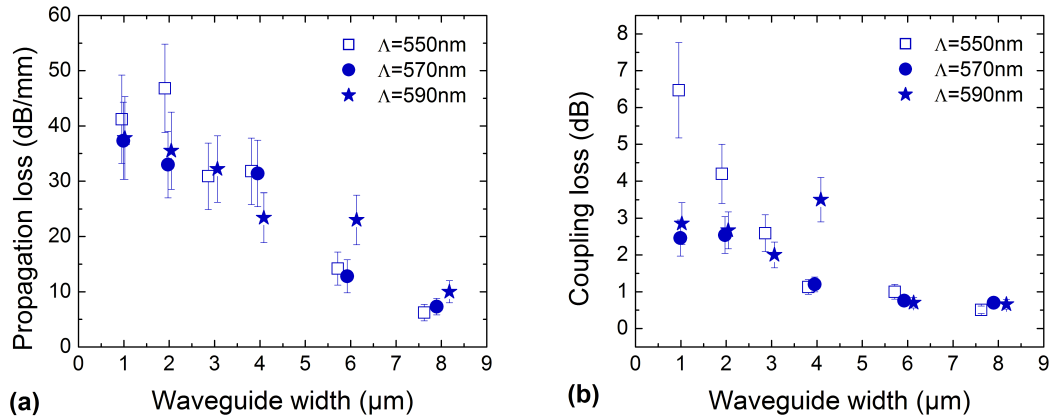 60
50
40
30
20
10
0
Propagation loss (dB/mm)
Λ=550nm
Λ=570nm
Λ=590nm
0 1 2 3 4 5 6 7 8 9
Waveguide width (μm)
(a)
8
7
6
5
4
3
2
1
0
Coupling loss (dB)
Λ=550nm
Λ=570nm
Λ=590nm
0 1 2 3 4 5 6 7 8 9
Waveguide width (μm)
(b)